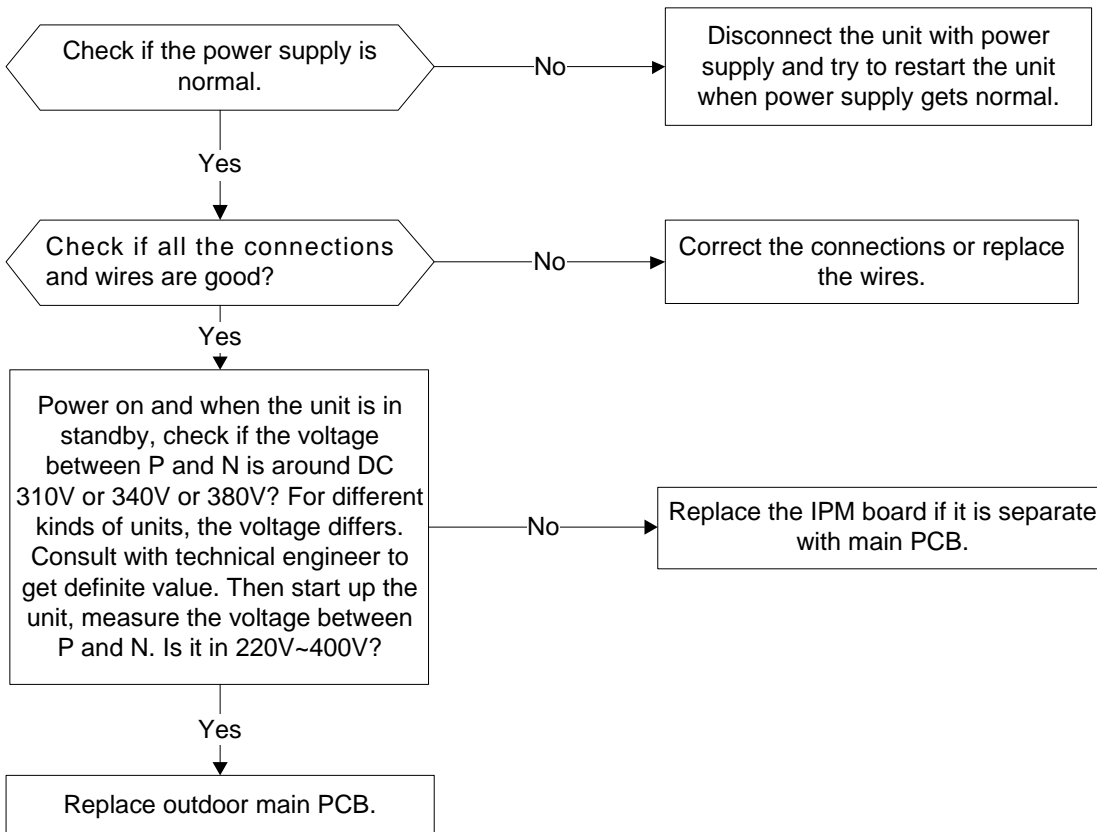 Check if the power supply is
normal.
No
Disconnect the unit with power
supply and try to restart the unit
when power supply gets normal.
Yes
Check if all the connections
and wires are good?
No
Correct the connections or replace
the wires.
Yes
Power on and when the unit is in
standby, check if the voltage
between P and N is around DC
310V or 340V or 380V? For different
kinds of units, the voltage differs.
Consult with technical engineer to
get definite value. Then start up the
unit, measure the voltage between
P and N. Is it in 220V~400V?
No
Replace the IPM board if it is separate
with main PCB.
Yes
Replace outdoor main PCB.